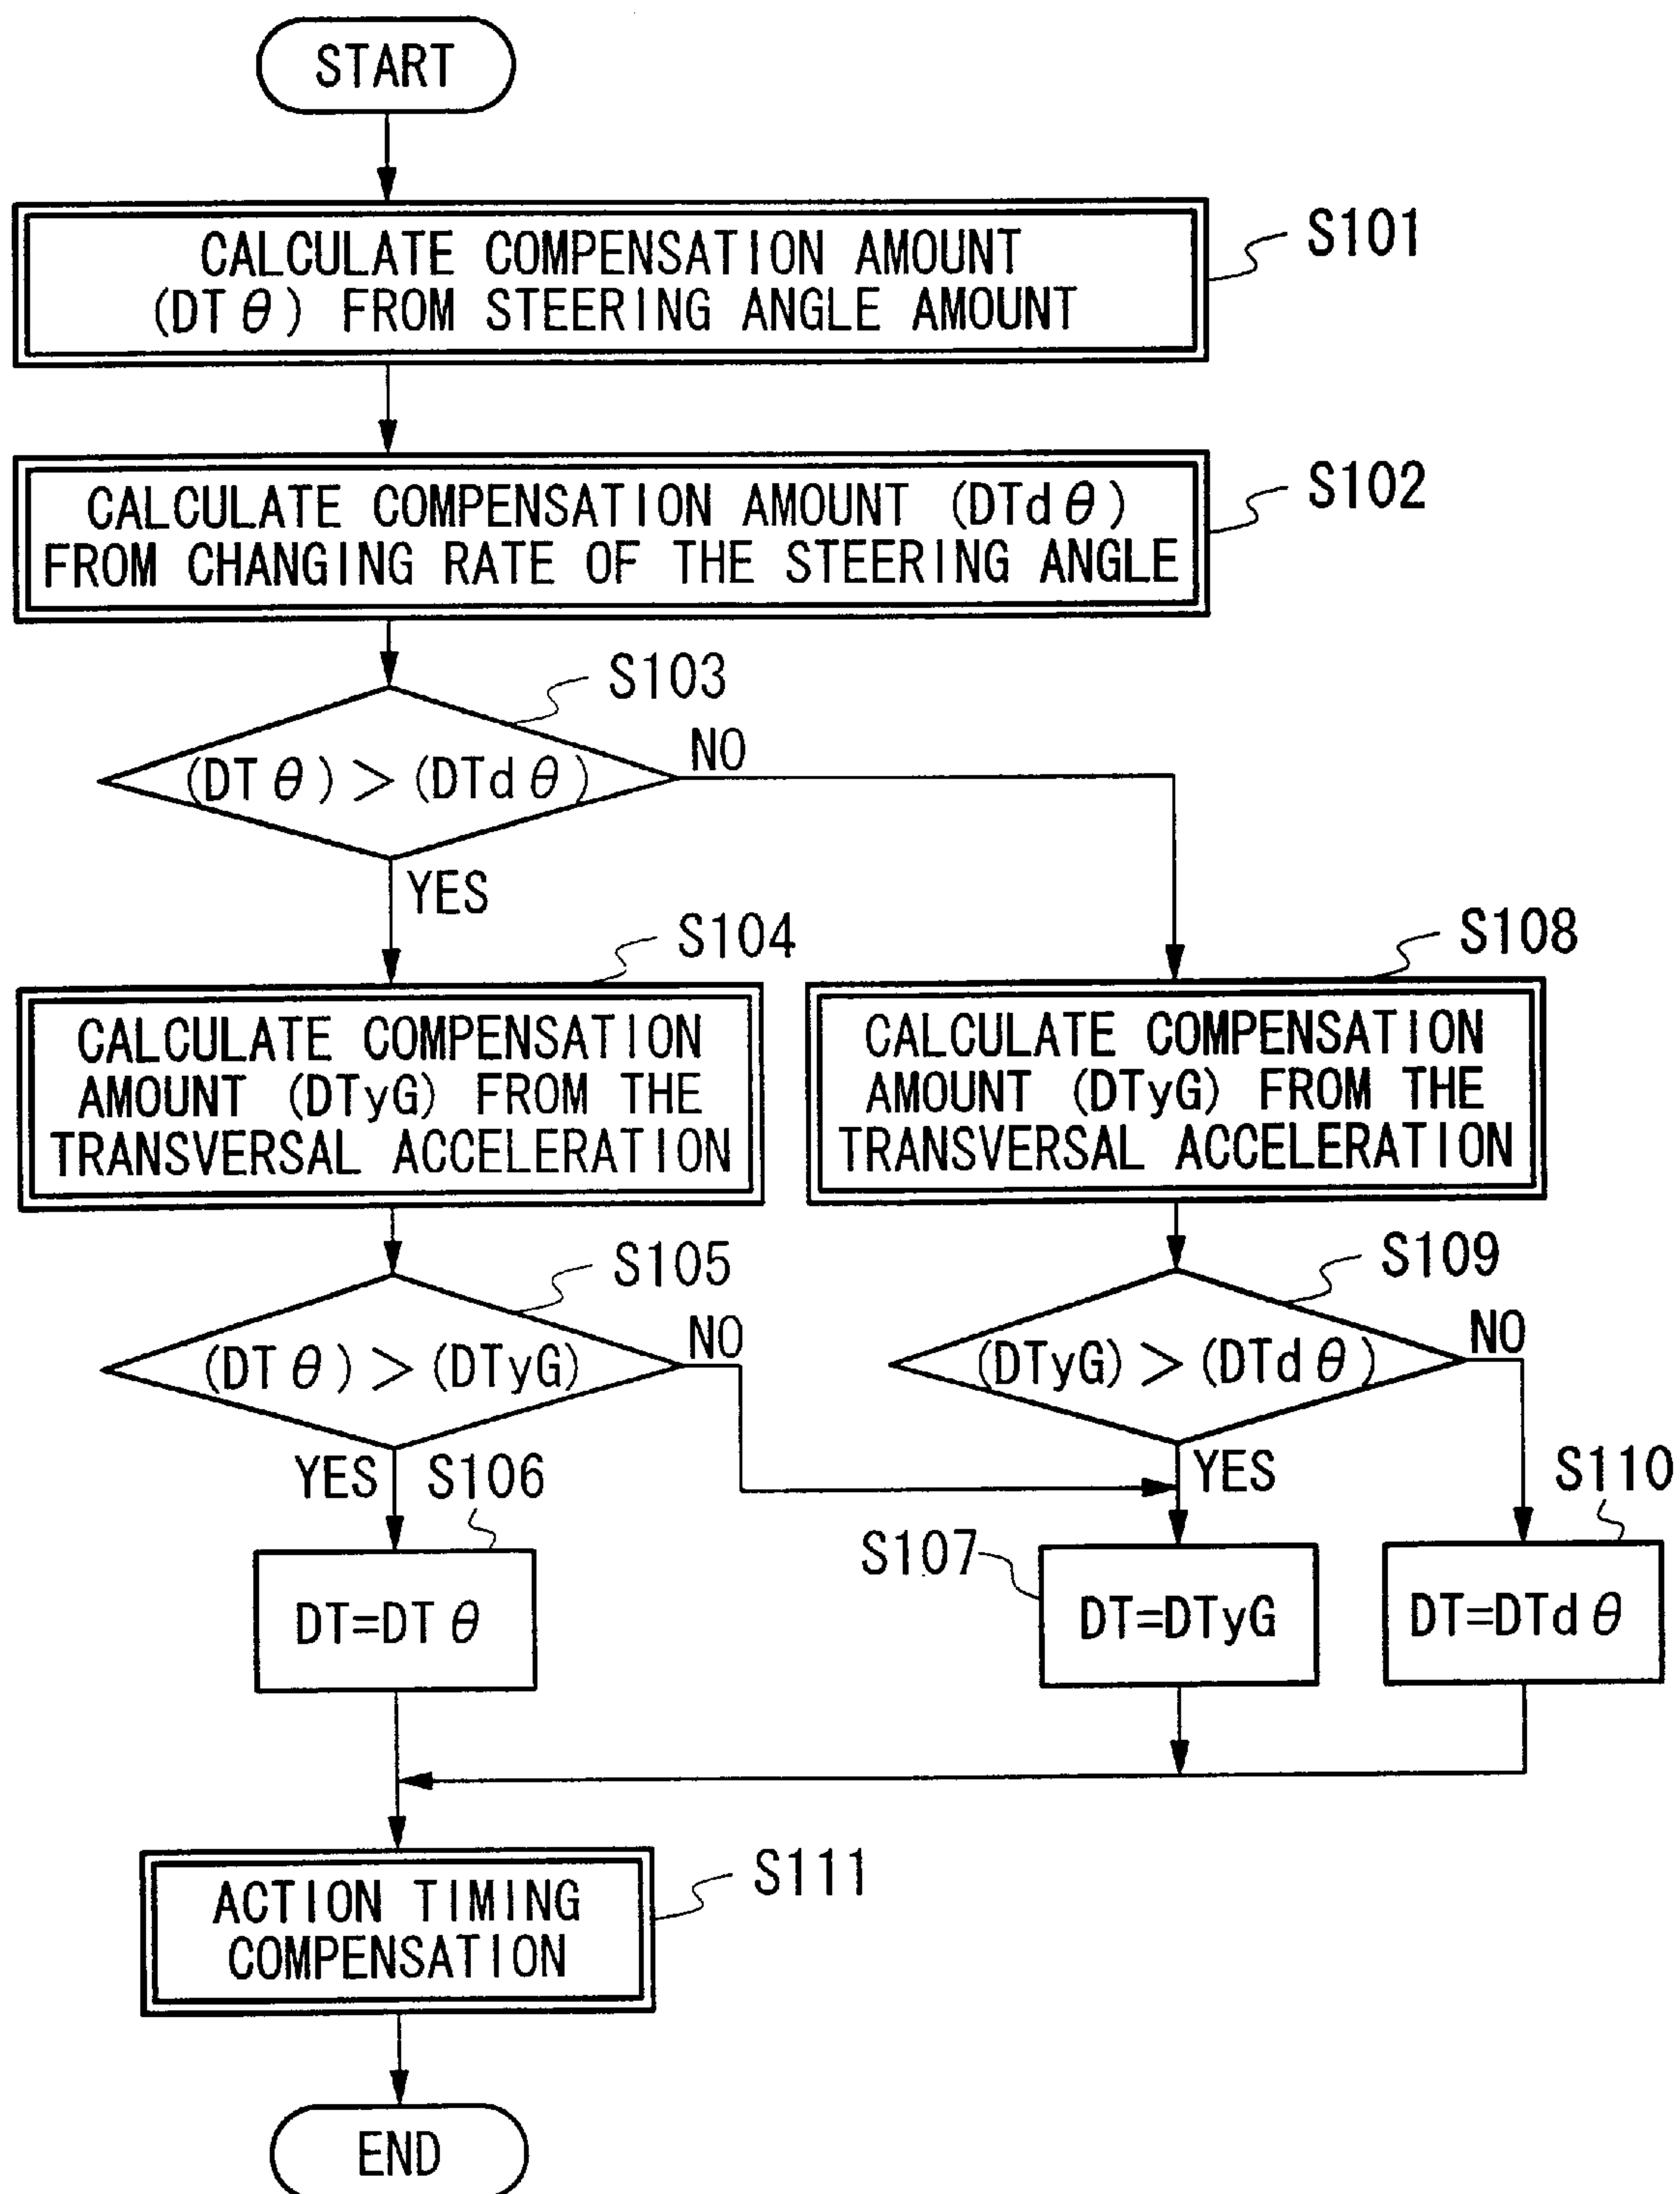 START
CALCULATE COMPENSATION AMOUNT
(DTθ) FROM STEERING ANGLE AMOUNT
S101
CALCULATE COMPENSATION AMOUNT (DTdθ)
FROM CHANGING RATE OF THE STEERING ANGLE
S102
S103
(DTθ) > (DTdθ)
NO
YES
S104
CALCULATE COMPENSATION
AMOUNT (DTyG) FROM THE
TRANSVERSAL ACCELERATION
S108
CALCULATE COMPENSATION
AMOUNT (DTyG) FROM THE
TRANSVERSAL ACCELERATION
S105
(DTθ) > (DTyG)
NO
YES
S109
(DTyG) > (DTdθ)
NO
YES
S106
DT=DTθ
S107
DT=DTyG
S110
DT=DTdθ
S111
ACTION TIMING
COMPENSATION
END